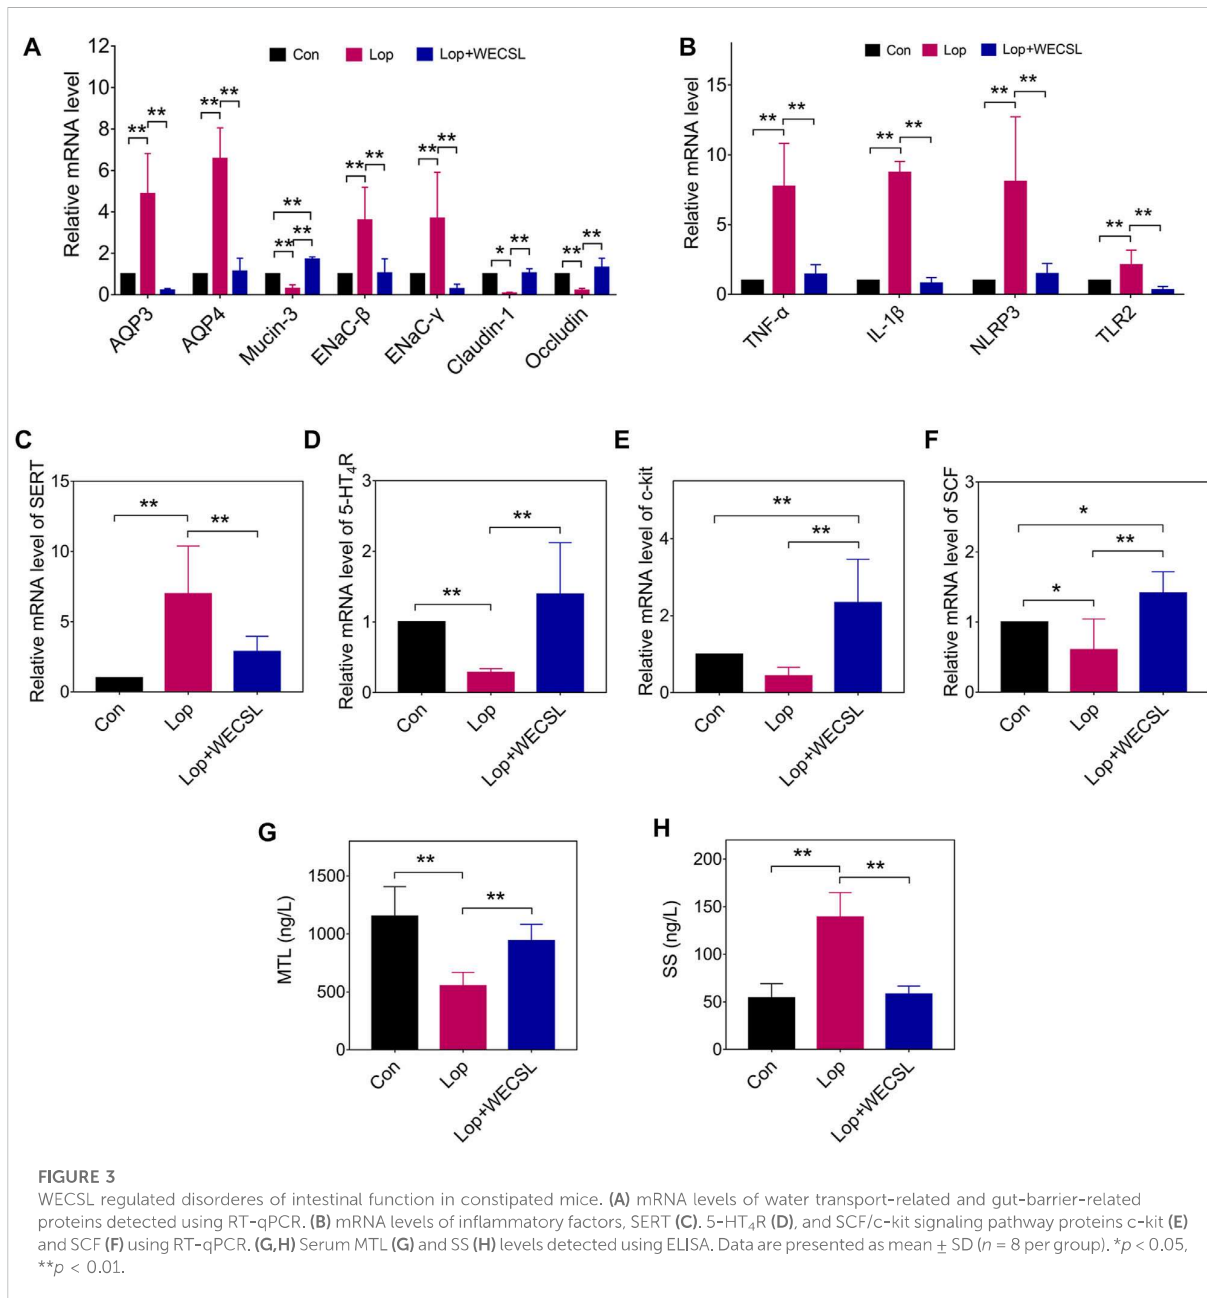 A
Relative mRNA level
12
10
8
6
4
2
0
Con Lop Lop+WECSL
** **
** **
**
** **
** **
** **
* **
** **
AQP3 AQP4 Mucin-3 ENaC-β ENaC-γ Claudin-1 Occludin
B
Relative mRNA level
15
10
5
0
Con Lop Lop+WECSL
** **
** **
** **
** **
TNF-α IL-1β NLRP3 TLR2
C
Relative mRNA level of SERT
15
10
5
0
** **
Con Lop Lop+WECSL
D
Relative mRNA level of 5-HT₄R
3
2
1
0
**
**
Con Lop Lop+WECSL
E
Relative mRNA level of c-kit
4
2
0
**
**
Con Lop Lop+WECSL
F
Relative mRNA level of SCF
3
2
1
0
*
**
*
Con Lop Lop+WECSL
G
MTL (ng/L)
1500
1000
500
0
**
**
Con Lop Lop+WECSL
H
SS (ng/L)
200
150
100
50
0
** **
Con Lop Lop+WECSL
FIGURE 3
WECSL regulated disorderes of intestinal function in constipated mice. (A) mRNA levels of water transport-related and gut-barrier-related
proteins detected using RT-qPCR. (B) mRNA levels of inflammatory factors, SERT (C). 5-HT₄R (D), and SCF/c-kit signaling pathway proteins c-kit (E)
and SCF (F) using RT-qPCR. (G,H) Serum MTL (G) and SS (H) levels detected using ELISA. Data are presented as mean ± SD (n = 8 per group). *p < 0.05,
**p < 0.01.